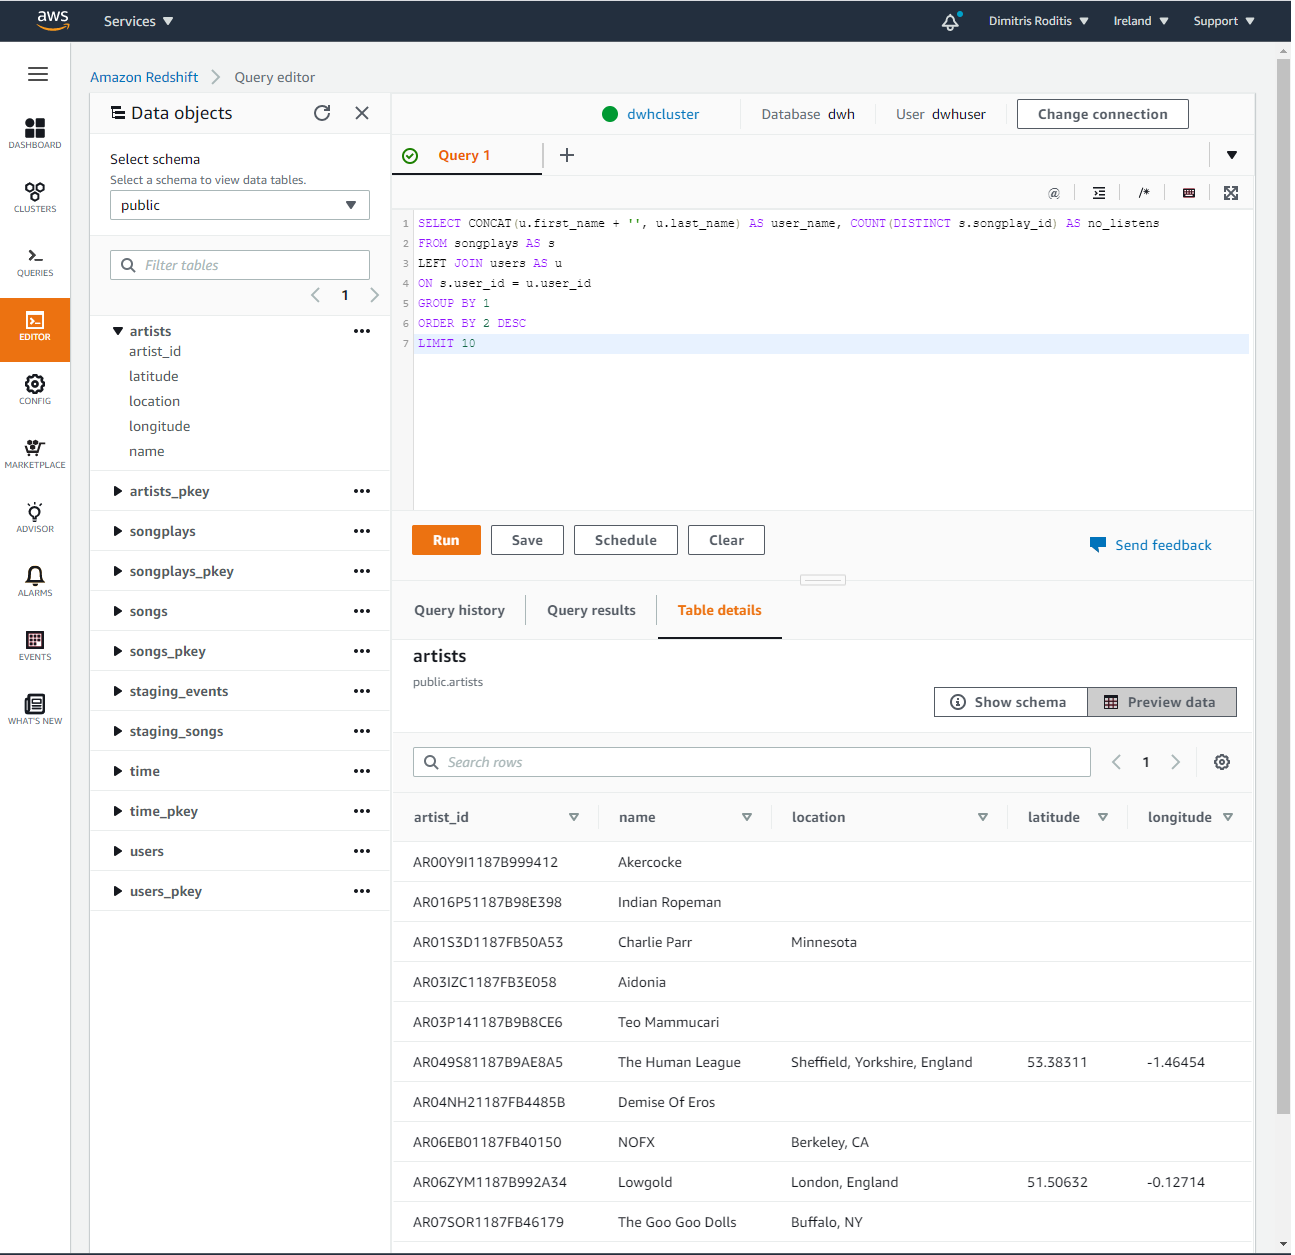 aws
Services
Dimitris Roditis
Ireland
Support
Amazon Redshift
Query editor
DASHBOARD
CLUSTERS
QUERIES
EDITOR
CONFIG
MARKETPLACE
ADVISOR
ALARMS
EVENTS
WHAT'S NEW
Data objects
Select schema
Select a schema to view data tables.
public
Filter tables
1
artists
artist_id
latitude
location
longitude
name
artists_pkey
songplays
songplays_pkey
songs
songs_pkey
staging_events
staging_songs
time
time_pkey
users
users_pkey
dwhcluster
Database dwh
User dwhuser
Change connection
Query 1
@
/*
1 SELECT CONCAT(u.first_name + '', u.last_name) AS user_name, COUNT(DISTINCT s.songplay_id) AS no_listens
2 FROM songplays AS s
3 LEFT JOIN users AS u
4 ON s.user_id = u.user_id
5 GROUP BY 1
6 ORDER BY 2 DESC
7 LIMIT 10
Run
Save
Schedule
Clear
Send feedback
Query history
Query results
Table details
artists
public.artists
Show schema
Preview data
Search rows
1
artist_id name location latitude longitude
AR00Y9I1187B999412 Akercocke
AR016P51187B98E398 Indian Ropeman
AR01S3D1187FB50A53 Charlie Parr Minnesota
AR03IZC1187FB3E058 Aidonia
AR03P141187B9B8CE6 Teo Mammucari
AR049S81187B9AE8A5 The Human League Sheffield, Yorkshire, England 53.38311 -1.46454
AR04NH21187FB4485B Demise Of Eros
AR06EB01187FB40150 NOFX Berkeley, CA
AR06ZYM1187B992A34 Lowgold London, England 51.50632 -0.12714
AR07SOR1187FB46179 The Goo Goo Dolls Buffalo, NY